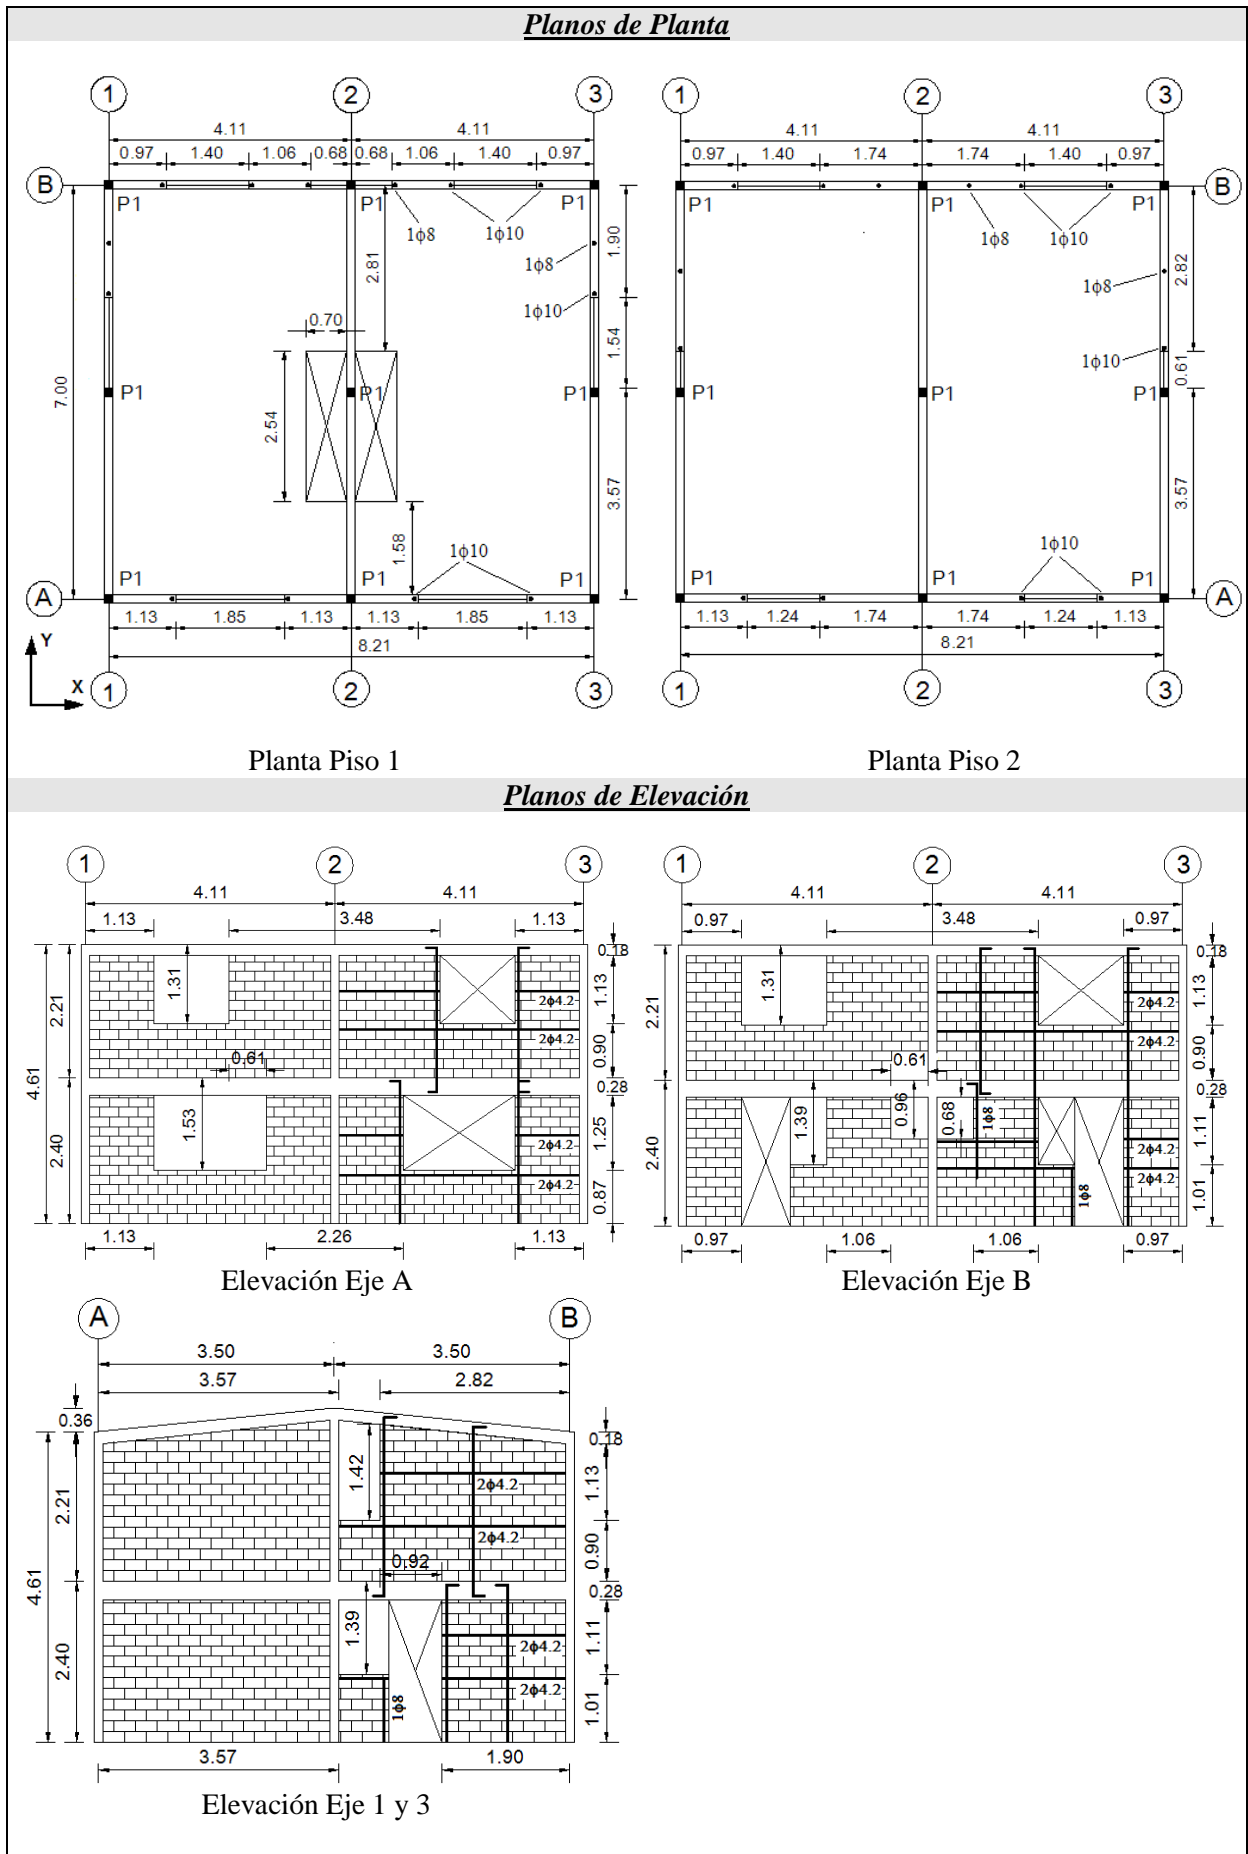 Planos de Planta
1 2 3 1 2 3
4.11 4.11 4.11 4.11
0.97 1.40 1.06 0.68 0.68 1.06 1.40 0.97 0.97 1.40 1.74 1.74 1.40 0.97
B B
P1 P1 P1 P1 P1
1ϕ8 1ϕ10 1ϕ8 1ϕ10
2.81 1ϕ8 1.90 1ϕ8 2.82
1ϕ10
0.70 1.54 1ϕ10 0.61
7.00 P1 P1 P1 P1 P1 P1
2.54
3.57 3.57
1.58 1ϕ10 1ϕ10
P1 P1 P1 P1 P1
A A
1.13 1.85 1.13 1.13 1.85 1.13 1.13 1.24 1.74 1.74 1.24 1.13
8.21 8.21
Y
X
1 2 3 1 2 3
Planta Piso 1 Planta Piso 2
Planos de Elevación
1 2 3
4.11 4.11
1.13 3.48 1.13
0.18
1.31 1.13
2.21 2ϕ4.2
2ϕ4.2
0.90
0.61
4.61 0.28
1.53 1.25
2.40 2ϕ4.2
2ϕ4.2
0.87
1.13 2.26 1.13
Elevación Eje A
1 2 3
4.11 4.11
0.97 3.48 0.97
0.18
1.31 1.13
2.21 2ϕ4.2
2ϕ4.2
0.90
0.61
4.61 0.28
1.39 0.96 0.68 1ϕ8 1.11
2.40 2ϕ4.2
2ϕ4.2
1ϕ8 1.01
0.97 1.06 1.06 0.97
Elevación Eje B
A B
3.50 3.50
3.57 2.82
0.36
0.18
1.42 1.13
2.21 2ϕ4.2
2ϕ4.2
0.90
0.92
4.61 0.28
1.39 1.11
2.40 2ϕ4.2
2ϕ4.2
1ϕ8 1.01
3.57 1.90
Elevación Eje 1 y 3